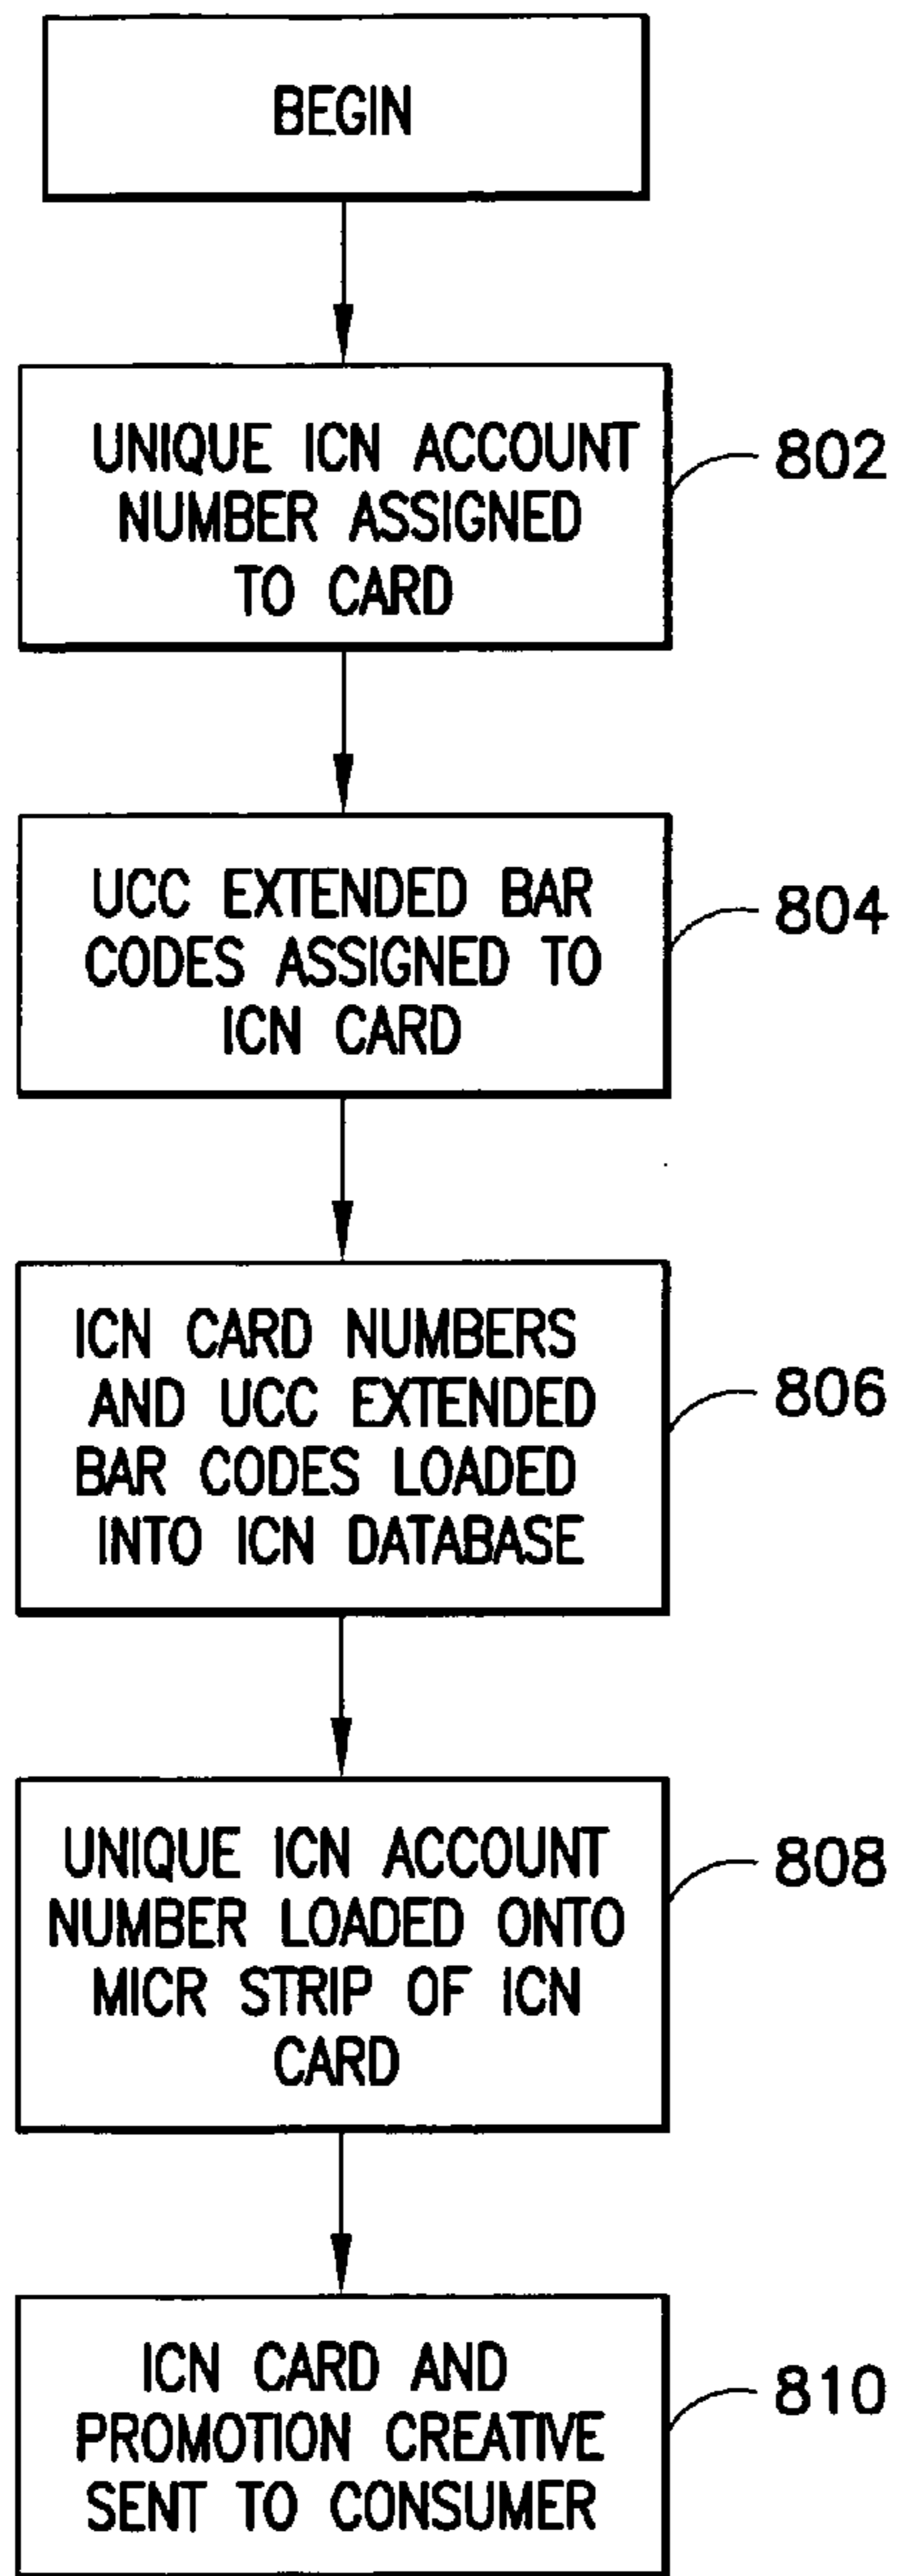 BEGIN
UNIQUE ICN ACCOUNT
NUMBER ASSIGNED
TO CARD
802
UCC EXTENDED BAR
CODES ASSIGNED TO
ICN CARD
804
ICN CARD NUMBERS
AND UCC EXTENDED
BAR CODES LOADED
INTO ICN DATABASE
806
UNIQUE ICN ACCOUNT
NUMBER LOADED ONTO
MICR STRIP OF ICN
CARD
808
ICN CARD AND
PROMOTION CREATIVE
SENT TO CONSUMER
810